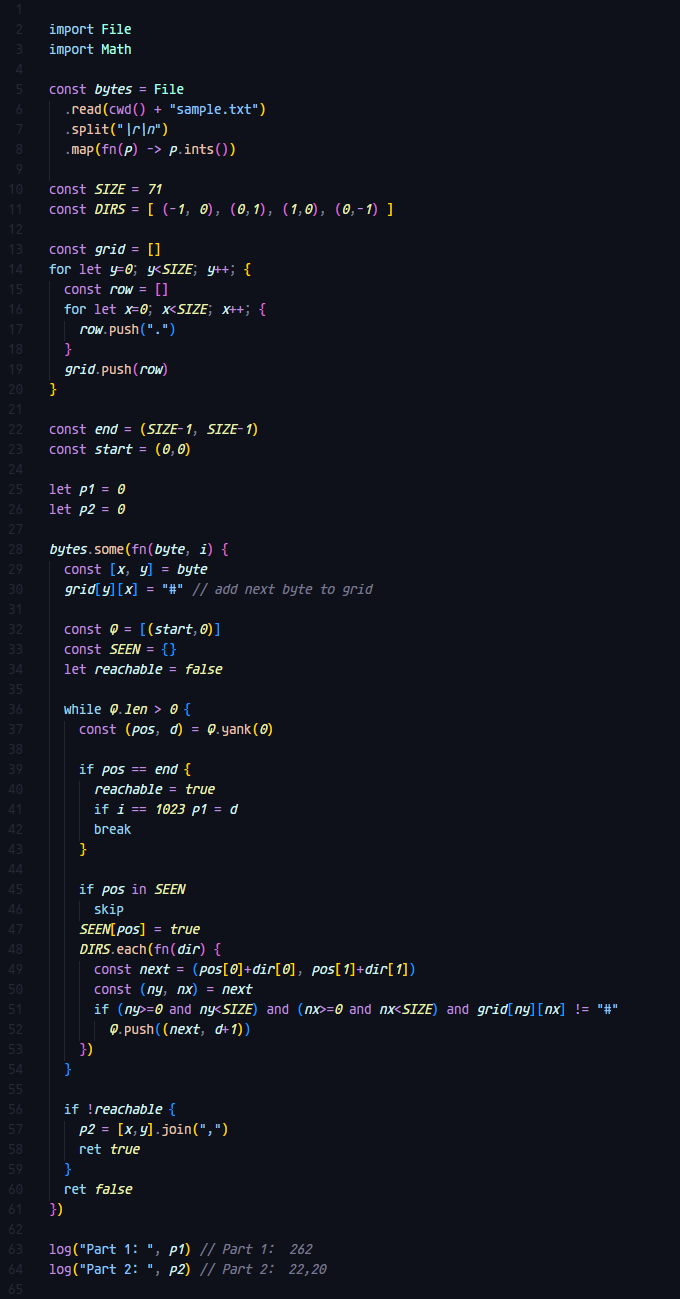 1
2 import File
3 import Math
4
5 const bytes = File
6   .read(cwd() + "sample.txt")
7   .split("\r\n")
8   .map(fn(p) -> p.ints())
9
10 const SIZE = 71
11 const DIRS = [ (-1, 0), (0,1), (1,0), (0,-1) ]
12
13 const grid = []
14 for let y=0; y<SIZE; y++; {
15   const row = []
16   for let x=0; x<SIZE; x++; {
17     row.push(".")
18   }
19   grid.push(row)
20 }
21
22 const end = (SIZE-1, SIZE-1)
23 const start = (0,0)
24
25 let p1 = 0
26 let p2 = 0
27
28 bytes.some(fn(byte, i) {
29   const [x, y] = byte
30   grid[y][x] = "#" // add next byte to grid
31
32   const Q = [(start,0)]
33   const SEEN = {}
34   let reachable = false
35
36   while Q.len > 0 {
37     const (pos, d) = Q.yank(0)
38
39     if pos == end {
40       reachable = true
41       if i == 1023 p1 = d
42       break
43     }
44
45     if pos in SEEN
46       skip
47     SEEN[pos] = true
48     DIRS.each(fn(dir) {
49       const next = (pos[0]+dir[0], pos[1]+dir[1])
50       const (ny, nx) = next
51       if (ny>=0 and ny<SIZE) and (nx>=0 and nx<SIZE) and grid[ny][nx] != "#"
52         Q.push((next, d+1))
53     })
54   }
55
56   if !reachable {
57     p2 = [x,y].join(",")
58     ret true
59   }
60   ret false
61 })
62
63 log("Part 1: ", p1) // Part 1:  262
64 log("Part 2: ", p2) // Part 2:  22,20
65